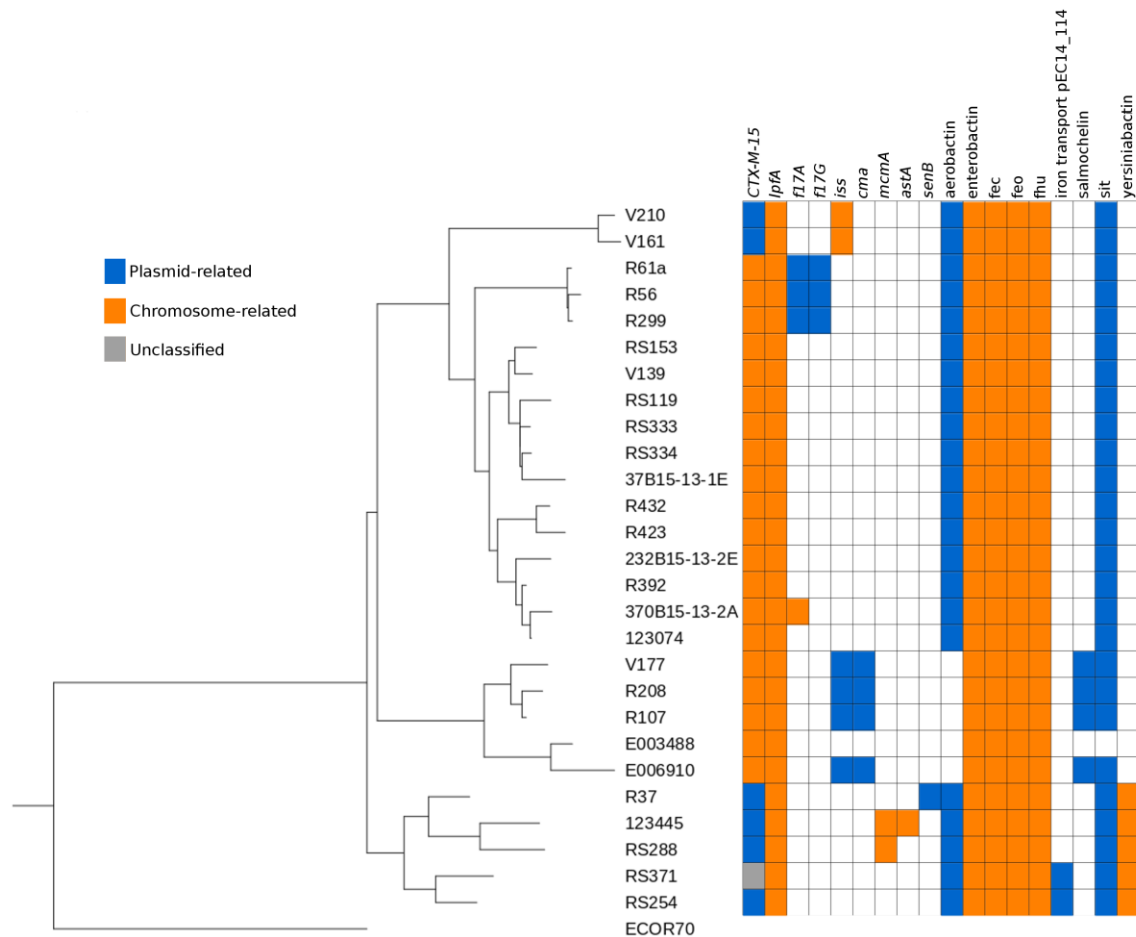 CTX-M-15
lpfA
f17A
f17G
iss
cma
mcmA
astA
senB
aerobactin
enterobactin
fec
feo
fhu
iron transport pEC14_114
salmochelin
sit
yersiniabactin
Plasmid-related
Chromosome-related
Unclassified
V210
V161
R61a
R56
R299
RS153
V139
RS119
RS333
RS334
37B15-13-1E
R432
R423
232B15-13-2E
R392
370B15-13-2A
123074
V177
R208
R107
E003488
E006910
R37
123445
RS288
RS371
RS254
ECOR70